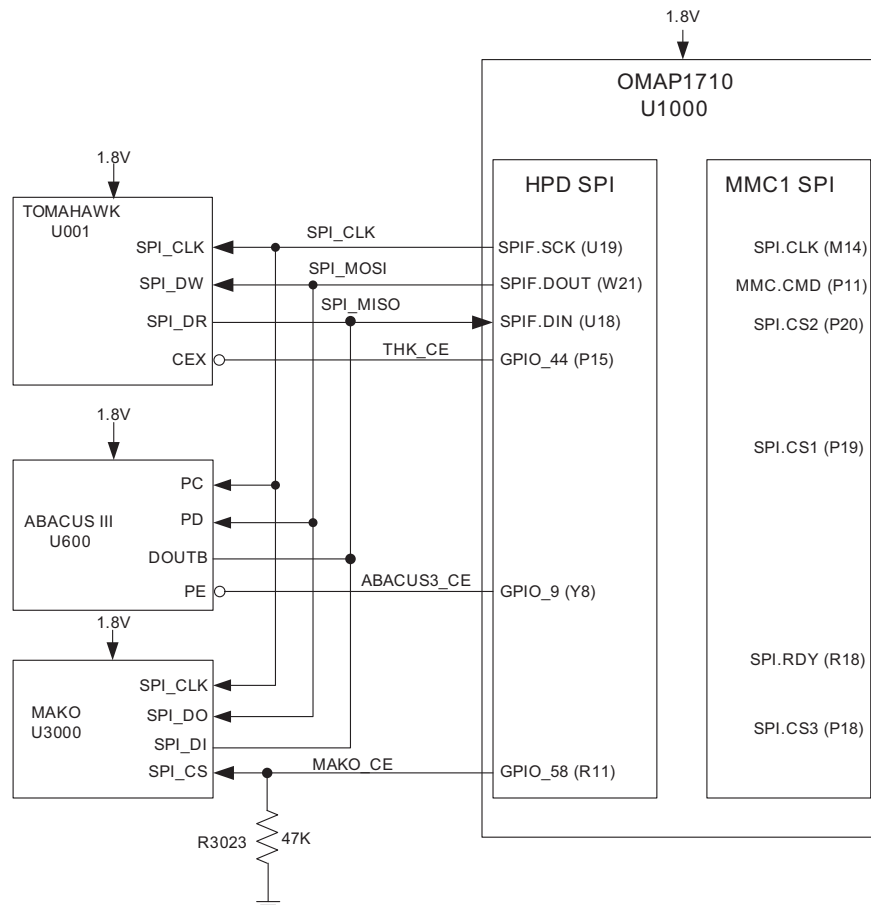 1.8V
OMAP1710
U1000
1.8V
TOMAHAWK
U001
SPI_CLK
SPI_DW
SPI_DR
CEX
SPI_CLK
SPI_MOSI
SPI_MISO
THK_CE
HPD SPI
SPIF.SCK (U19)
SPIF.DOUT (W21)
SPIF.DIN (U18)
GPIO_44 (P15)
MMC1 SPI
SPI.CLK (M14)
MMC.CMD (P11)
SPI.CS2 (P20)
SPI.CS1 (P19)
1.8V
ABACUS III
U600
PC
PD
DOUTB
PE
ABACUS3_CE
GPIO_9 (Y8)
1.8V
MAKO
U3000
SPI_CLK
SPI_DO
SPI_DI
SPI_CS
MAKO_CE
GPIO_58 (R11)
SPI.RDY (R18)
SPI.CS3 (P18)
R3023
47K